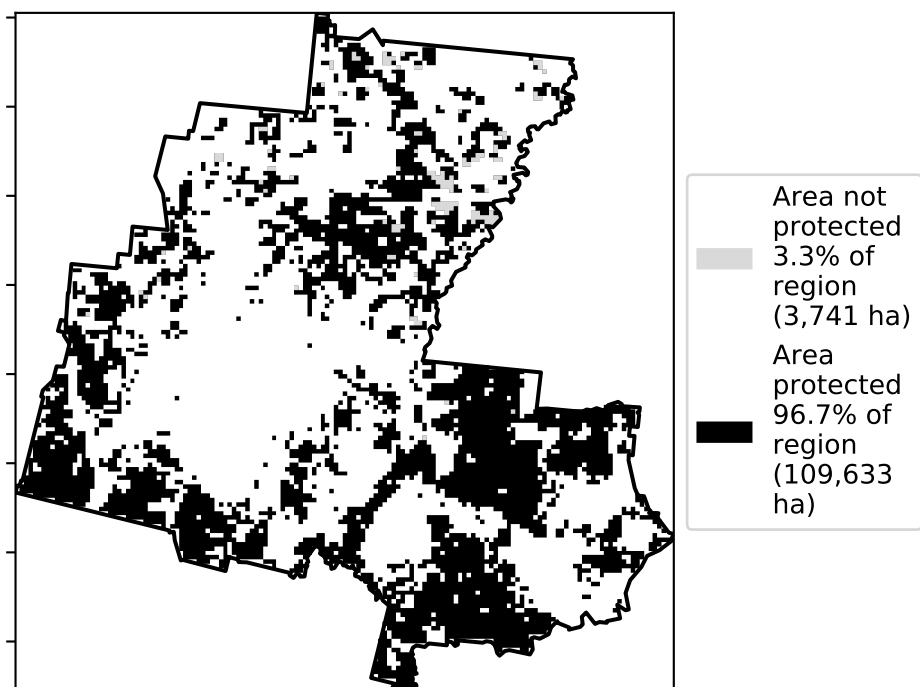 Area not
protected
3.3% of
region
(3,741 ha)
Area
protected
96.7% of
region
(109,633
ha)